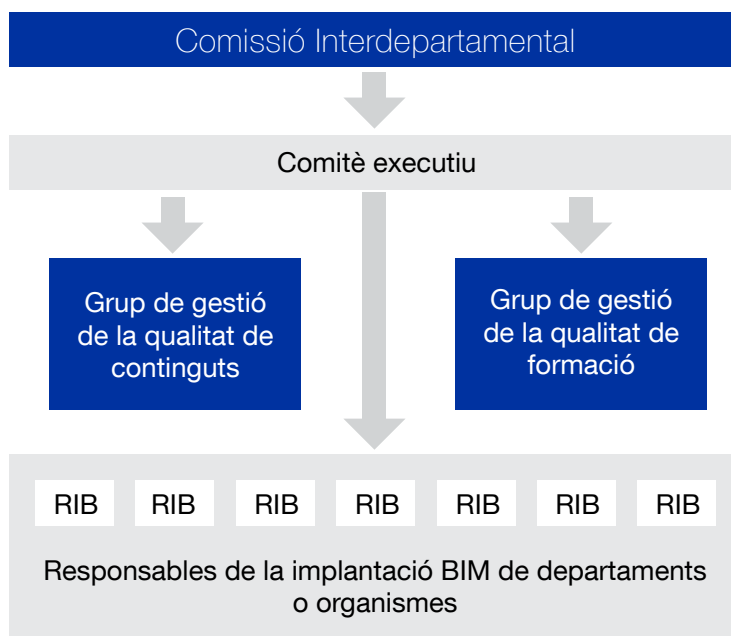 Comissió Interdepartamental
Comitè executiu
Grup de gestió
de la qualitat de
continguts
Grup de gestió
de la qualitat de
formació
RIB RIB RIB RIB RIB RIB RIB
Responsables de la implantació BIM de departaments
o organismes